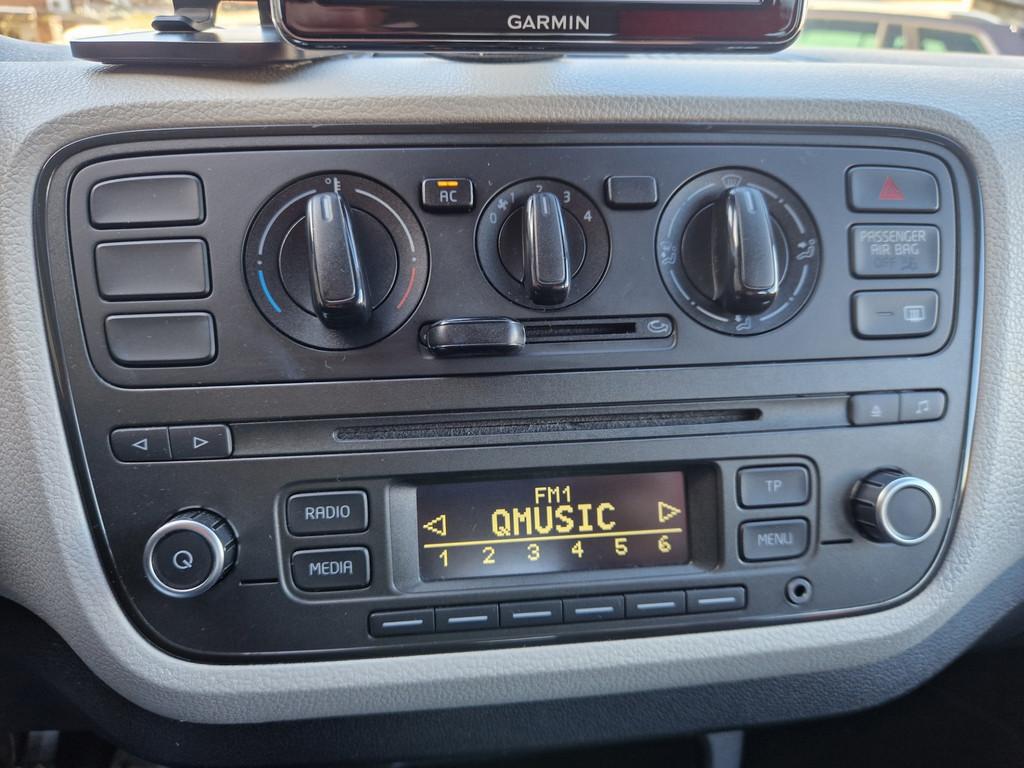 GARMIN
AC
0 1 2 3 4
PASSENGER
AIR BAG
OFF
RADIO
MEDIA
FM1
QMUSIC
1 2 3 4 5 6
TP
MENU